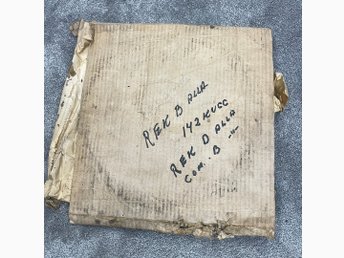 REK B ALLA
142 KUCC
REK D ALLA
COM. B -"-